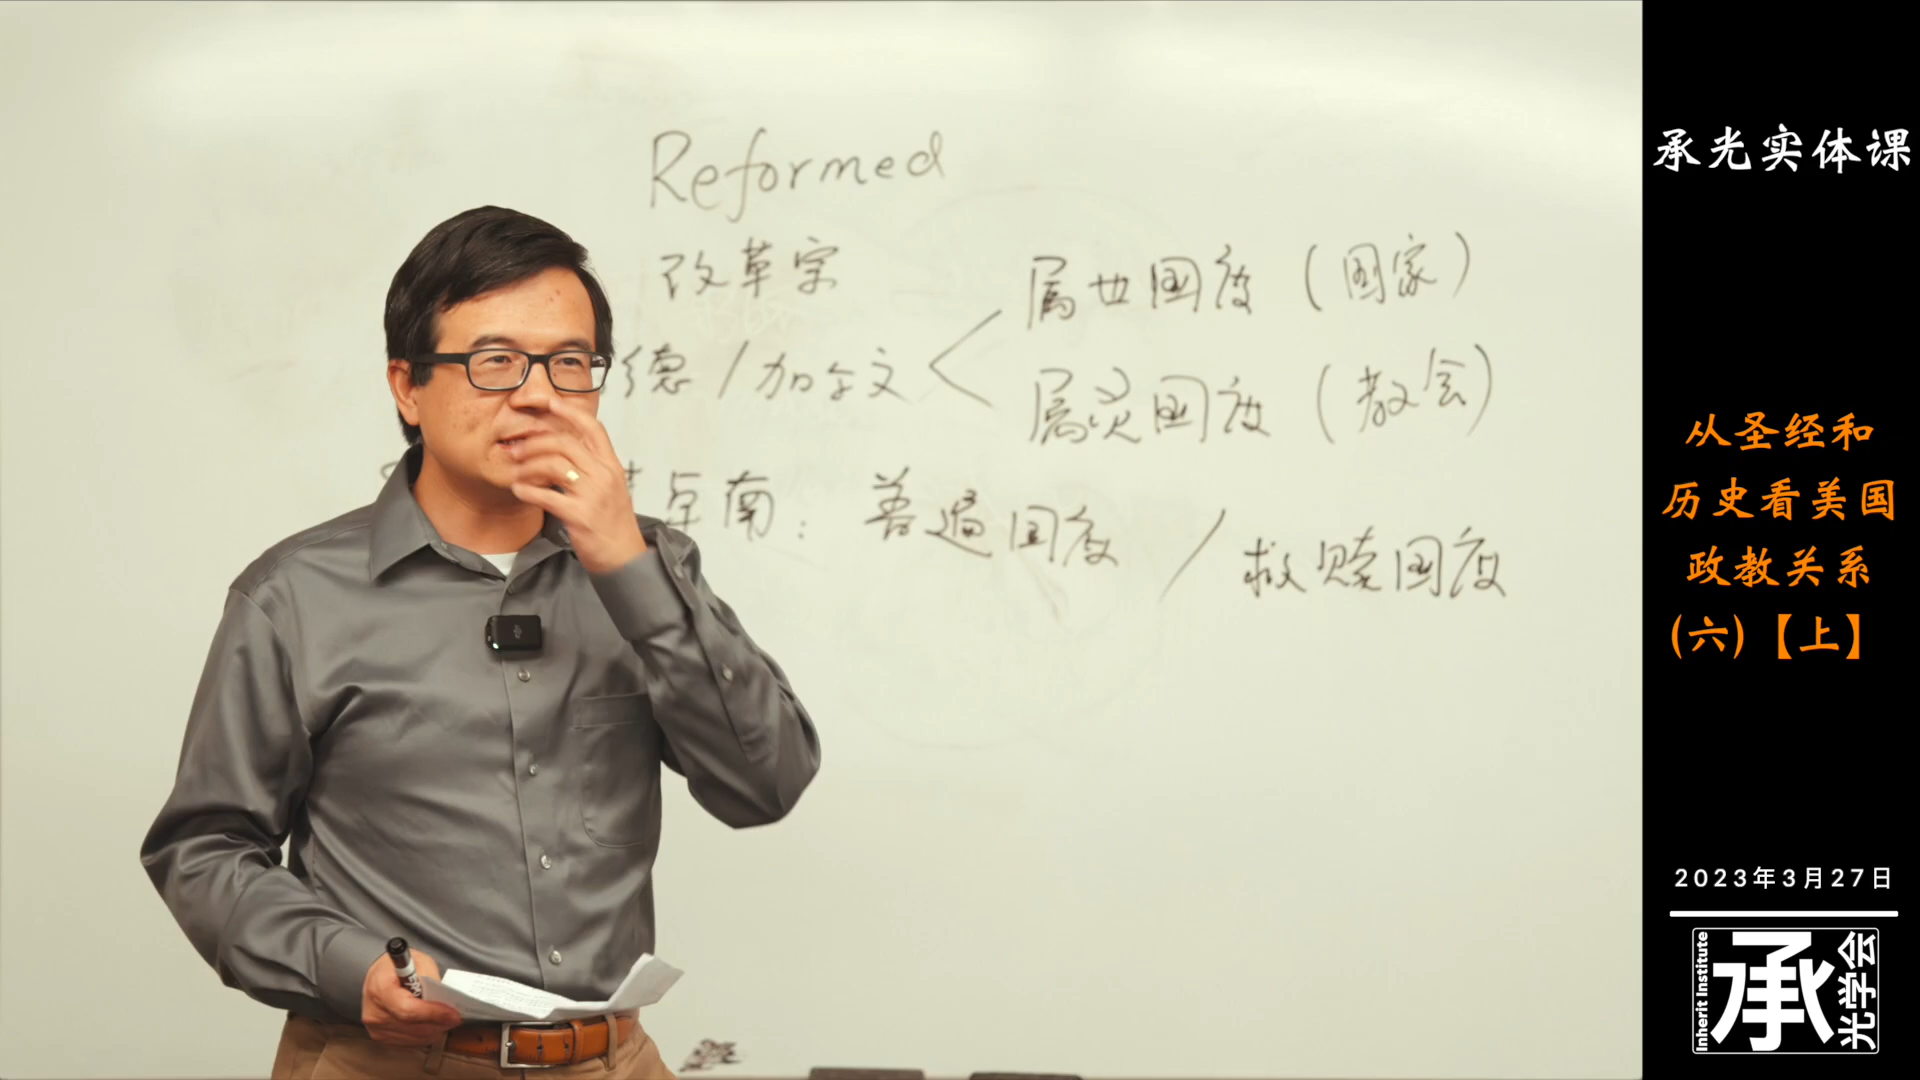 Reformed
改革宗
属世国度（国家）
德 / 加尔文
属灵国度（教会）
卓南：普遍国度 / 救赎国度
承光实体课
从圣经和
历史看美国
政教关系
(六)【上】
2023年3月27日
Inherit Institute
承
光学会